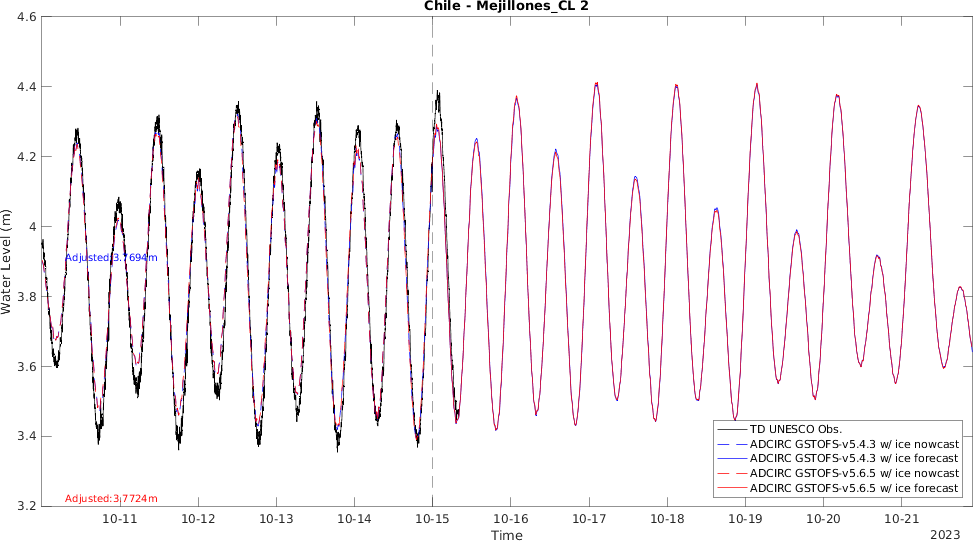 Chile - Mejillones_CL 2
4.6
4.4
4.2
4
3.8
3.6
3.4
3.2
Water Level (m)
Adjusted:3.7694m
Adjusted:3.7724m
TD UNESCO Obs.
ADCIRC GSTOFS-v5.4.3 w/ ice nowcast
ADCIRC GSTOFS-v5.4.3 w/ ice forecast
ADCIRC GSTOFS-v5.6.5 w/ ice nowcast
ADCIRC GSTOFS-v5.6.5 w/ ice forecast
10-11 10-12 10-13 10-14 10-15 10-16 10-17 10-18 10-19 10-20 10-21
Time
2023